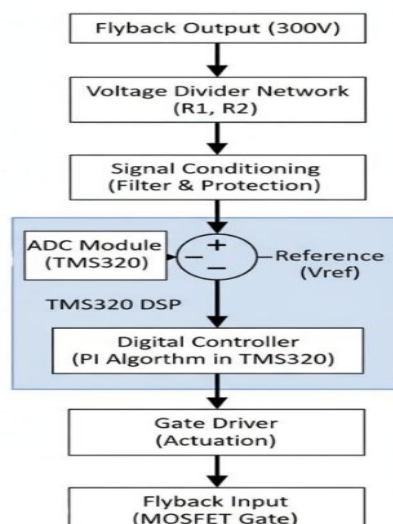 Flyback Output (300V)
Voltage Divider Network
(R1, R2)
Signal Conditioning
(Filter & Protection)
ADC Module
(TMS320)
+
−
−
Reference
(Vref)
TMS320 DSP
Digital Controller
(PI Algorthm in TMS320)
Gate Driver
(Actuation)
Flyback Input
(MOSFET Gate)